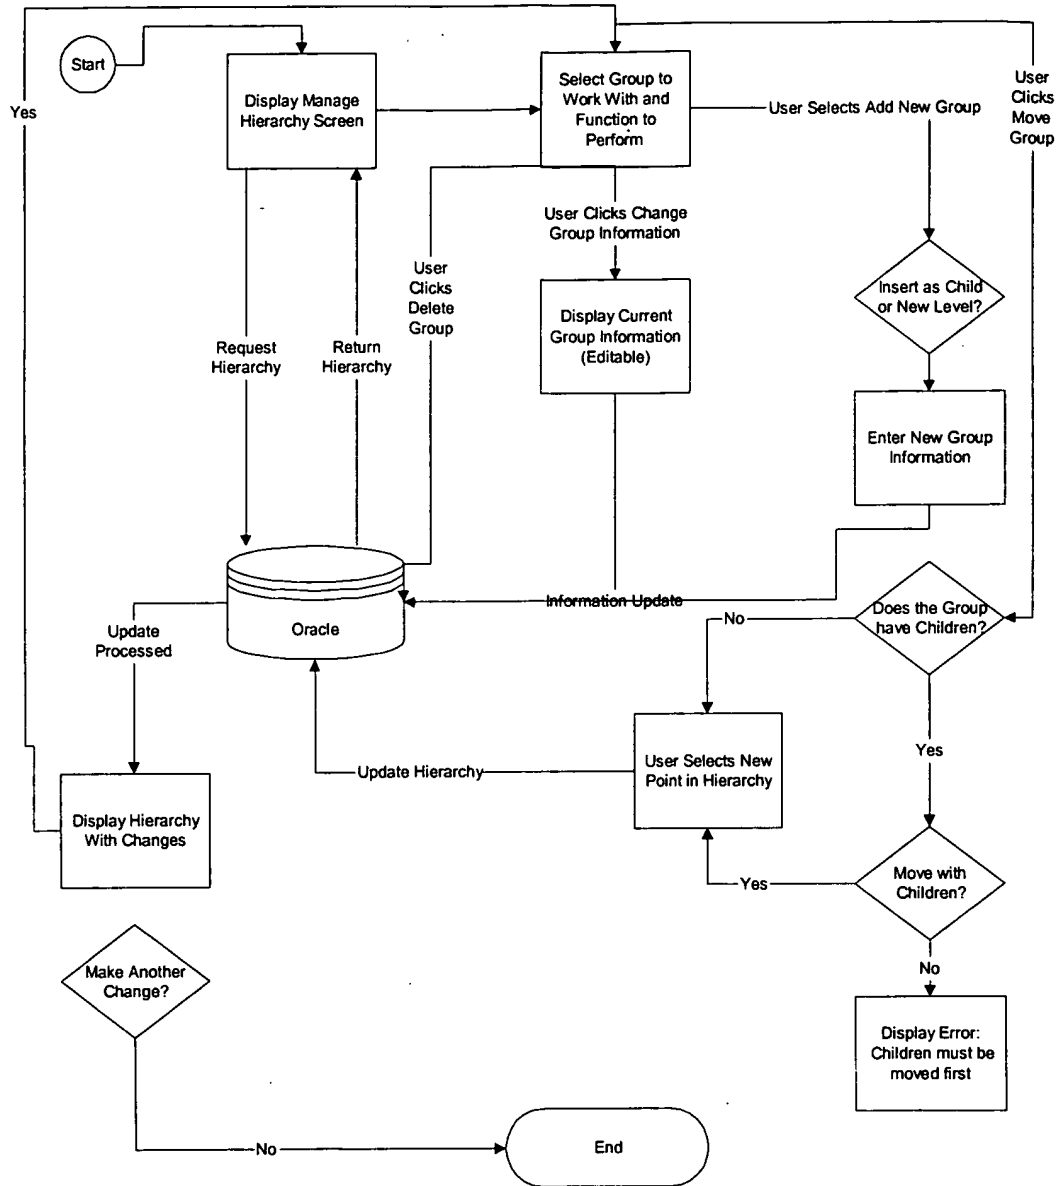 Start
Yes
Display Manage
Hierarchy Screen
Select Group to
Work With and
Function to
Perform
User Selects Add New Group
User
Clicks
Move
Group
User Clicks Change
Group Information
User
Clicks
Delete
Group
Insert as Child
or New Level?
Display Current
Group Information
(Editable)
Request
Hierarchy
Return
Hierarchy
Enter New Group
Information
Information Update
Oracle
Does the Group
have Children?
No
Update
Processed
Yes
User Selects New
Point in Hierarchy
Update Hierarchy
Display Hierarchy
With Changes
Move with
Children?
Yes
No
Make Another
Change?
Display Error:
Children must be
moved first
No
End